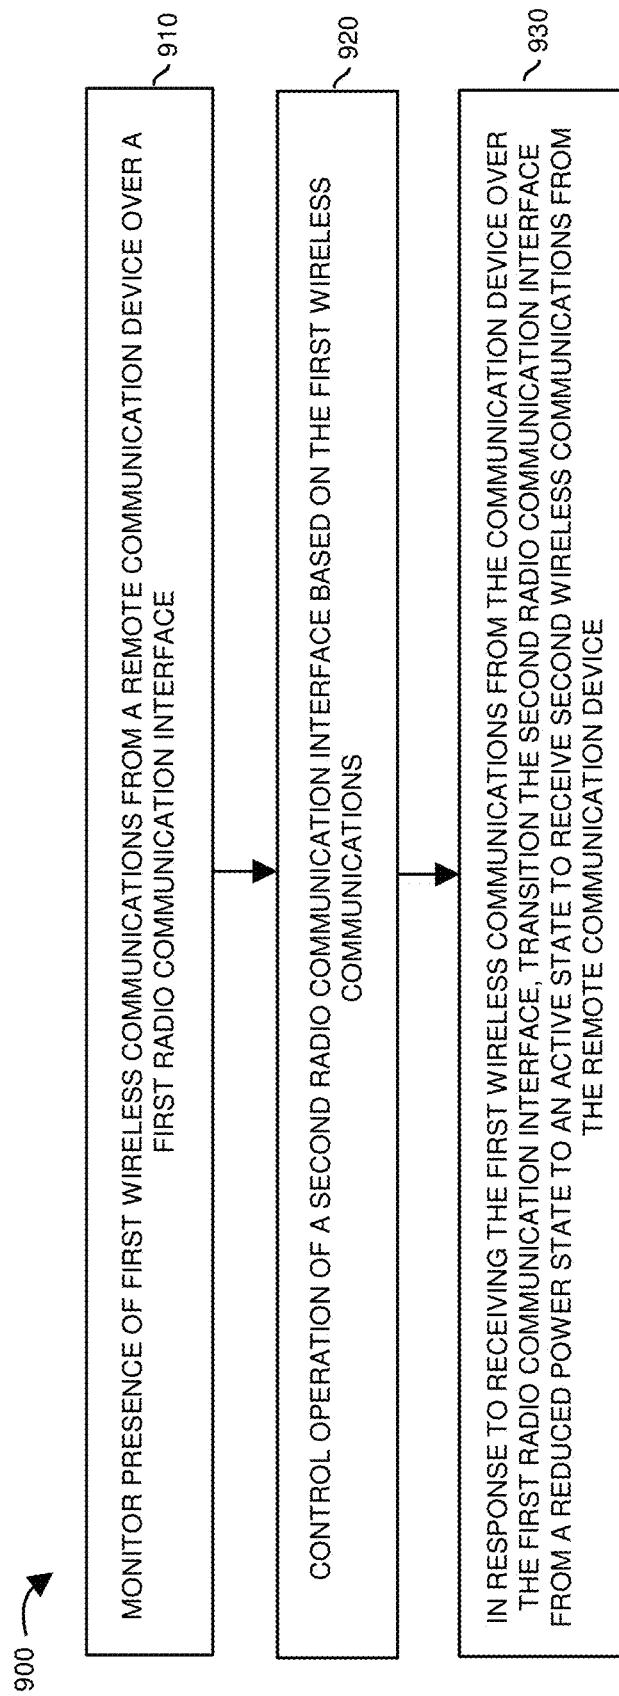 900
910
MONITOR PRESENCE OF FIRST WIRELESS COMMUNICATIONS FROM A REMOTE COMMUNICATION DEVICE OVER A
FIRST RADIO COMMUNICATION INTERFACE
920
CONTROL OPERATION OF A SECOND RADIO COMMUNICATION INTERFACE BASED ON THE FIRST WIRELESS
COMMUNICATIONS
930
IN RESPONSE TO RECEIVING THE FIRST WIRELESS COMMUNICATIONS FROM THE COMMUNICATION DEVICE OVER
THE FIRST RADIO COMMUNICATION INTERFACE, TRANSITION THE SECOND RADIO COMMUNICATION INTERFACE
FROM A REDUCED POWER STATE TO AN ACTIVE STATE TO RECEIVE SECOND WIRELESS COMMUNICATIONS FROM
THE REMOTE COMMUNICATION DEVICE